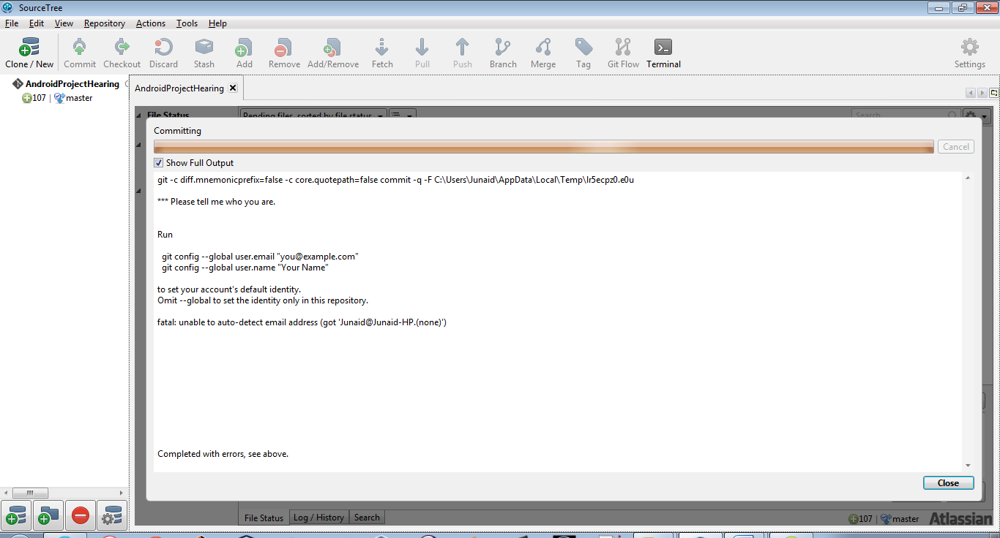 SourceTree
File Edit View Repository Actions Tools Help
Clone / New Commit Checkout Discard Stash Add Remove Add/Remove Fetch Pull Push Branch Merge Tag Git Flow Terminal Settings
AndroidProjectHearing
107 | master
AndroidProjectHearing
File Status
Pending files, sorted by file status
Search
Committing
Cancel
Show Full Output
git -c diff.mnemonicprefix=false -c core.quotepath=false commit -q -F C:\Users\Junaid\AppData\Local\Temp\lr5ecpz0.e0u
*** Please tell me who you are.
Run
git config --global user.email "you@example.com"
git config --global user.name "Your Name"
to set your account's default identity.
Omit --global to set the identity only in this repository.
fatal: unable to auto-detect email address (got 'Junaid@Junaid-HP.(none)')
Completed with errors, see above.
Close
File Status Log / History Search
107 | master Atlassian